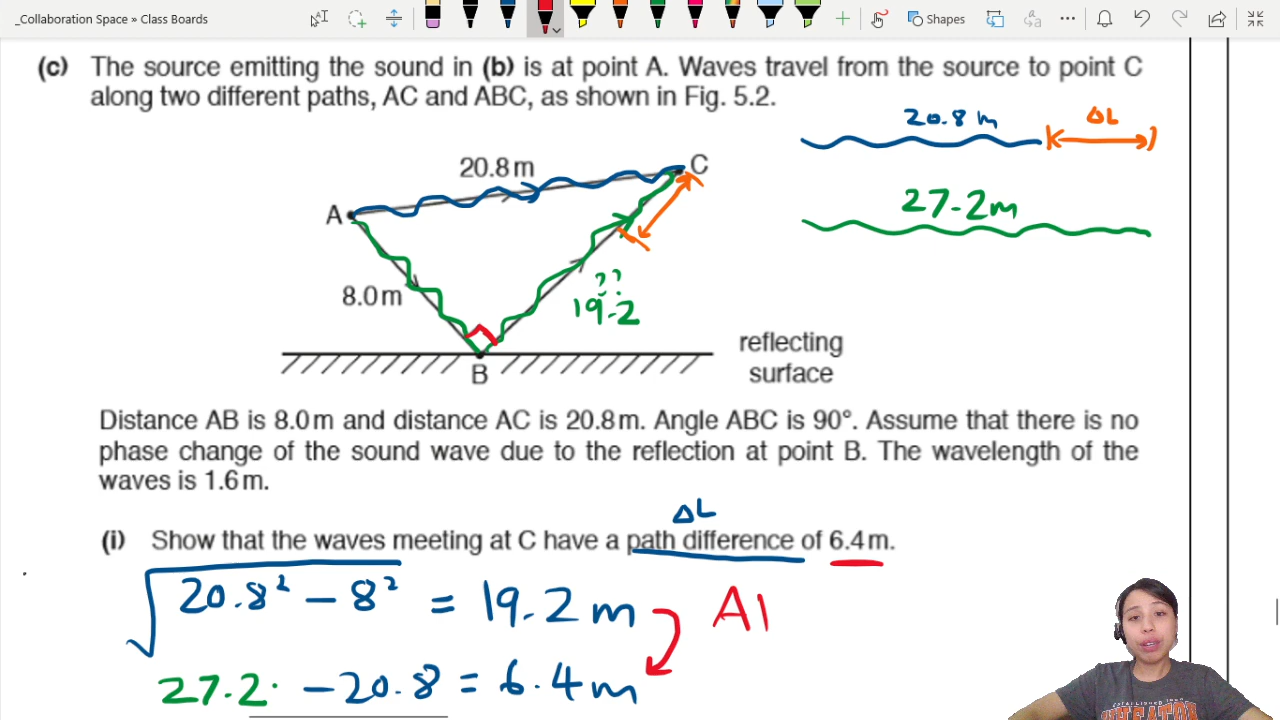 _Collaboration Space » Class Boards
Shapes
(c) The source emitting the sound in (b) is at point A. Waves travel from the source to point C
along two different paths, AC and ABC, as shown in Fig. 5.2.
20.8 m
ΔL
27.2m
20.8 m
C
A
8.0 m
??
19.2
B
reflecting
surface
Distance AB is 8.0 m and distance AC is 20.8 m. Angle ABC is 90°. Assume that there is no
phase change of the sound wave due to the reflection at point B. The wavelength of the
waves is 1.6 m.
ΔL
(i) Show that the waves meeting at C have a path difference of 6.4 m.
√20.8² - 8² = 19.2 m
A1
27.2 - 20.8 = 6.4 m